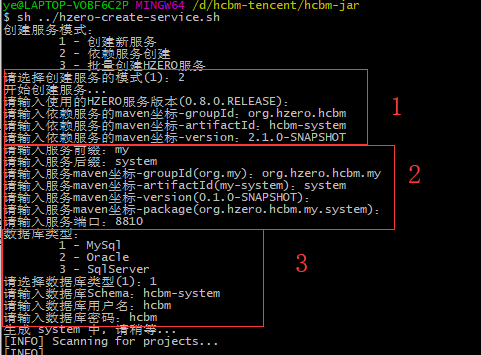 ye@LAPTOP-VOBF6C2P MINGW64 /d/hcbm-tencent/hcbm-jar
$ sh ../hzero-create-service.sh
创建服务模式：
1 - 创建新服务
2 - 依赖服务创建
3 - 批量创建HZERO服务
请选择创建服务的模式(1)：2
开始创建服务...
请输入使用的HZERO服务版本(0.8.0.RELEASE)：
请输入依赖服务的maven坐标-groupId：org.hzero.hcbm
请输入依赖服务的maven坐标-artifactId：hcbm-system
请输入依赖服务的maven坐标-version：2.1.0-SNAPSHOT
1
请输入服务前缀：my
请输入服务后缀：system
请输入服务maven坐标-groupId(org.my)：org.hzero.hcbm.my
请输入服务maven坐标-artifactId(my-system)：system
请输入服务maven坐标-version(0.1.0-SNAPSHOT)：
请输入服务maven坐标-package(org.hzero.hcbm.my.system)：
请输入服务端口：8810
2
数据库类型：
1 - MySql
2 - Oracle
3 - SqlServer
请选择数据库类型(1)：1
请输入数据库Schema：hcbm-system
请输入数据库用户名：hcbm
请输入数据库密码：hcbm
3
生成 system 中，请稍等...
[INFO] Scanning for projects...
[INFO]